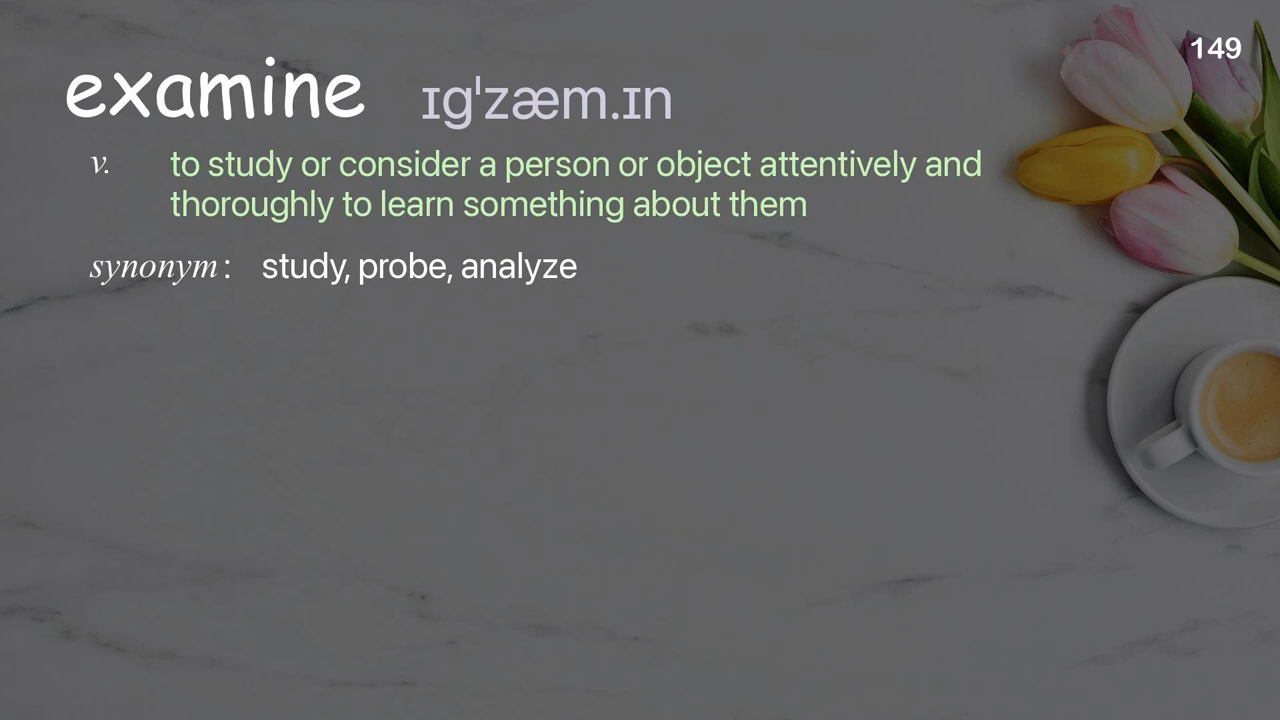 149
examine ɪgˈzæm.ɪn
v. to study or consider a person or object attentively and
thoroughly to learn something about them
synonym: study, probe, analyze